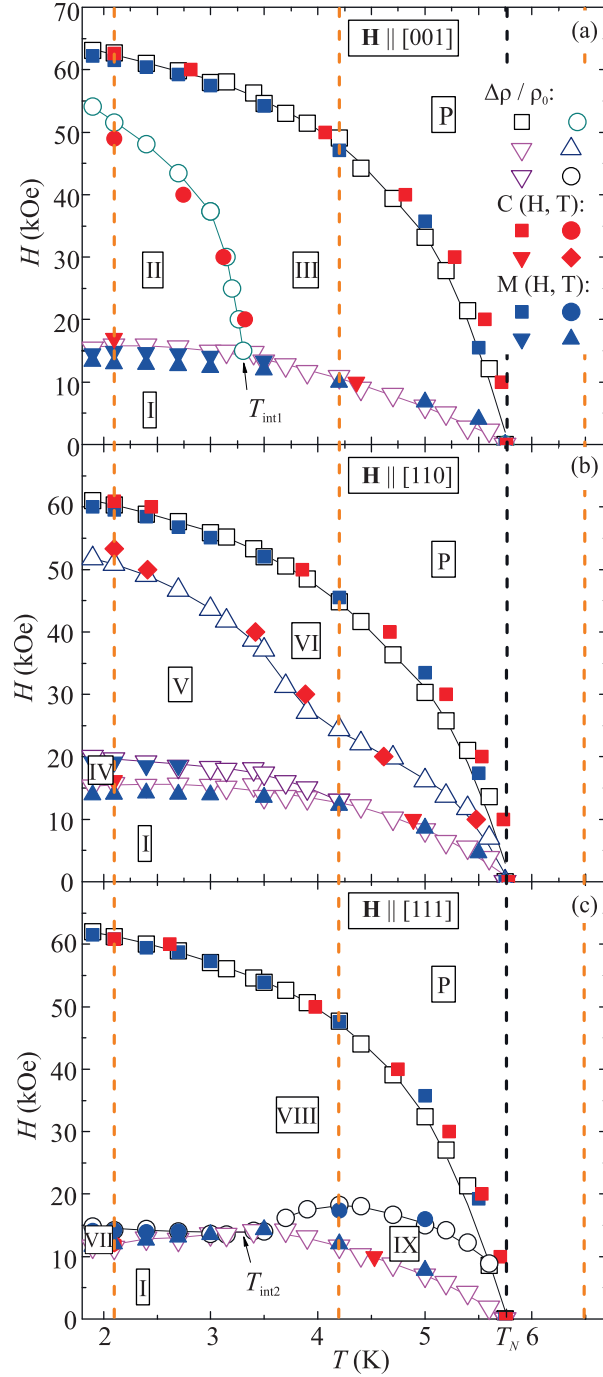 70
H || [001]
(a)
60
P
Δρ / ρ0:
50
C (H, T):
40
II
III
30
M (H, T):
20
10
I
Tint1
0
H (kOe)
H || [110]
(b)
60
P
50
40
VI
30
V
20
IV
10
I
0
H (kOe)
H || [111]
(c)
60
P
50
40
30
VIII
20
VII
IX
10
I
Tint2
0
H (kOe)
2
3
4
5
TN
6
T (K)